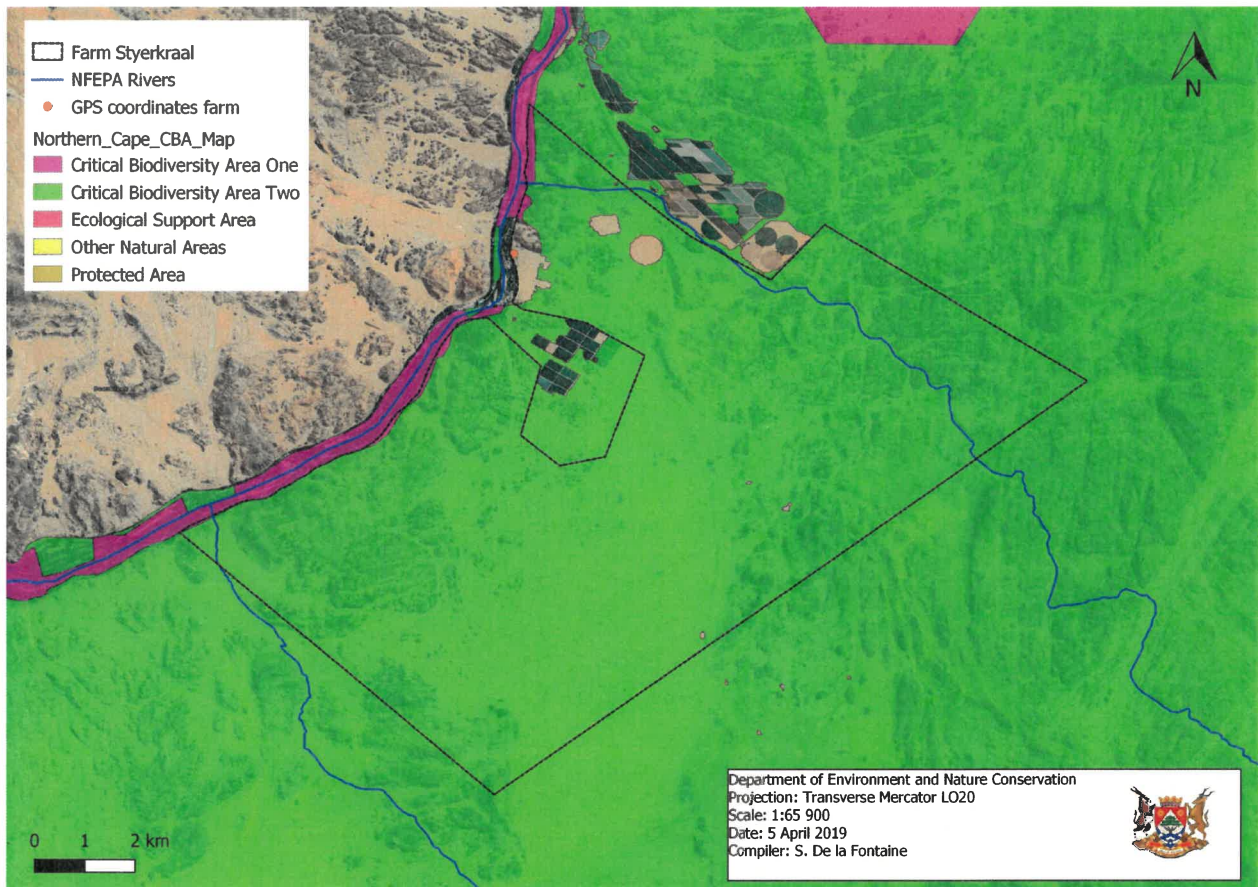 Farm Styerkraal
NFEPA Rivers
GPS coordinates farm
Northern_Cape_CBA_Map
Critical Biodiversity Area One
Critical Biodiversity Area Two
Ecological Support Area
Other Natural Areas
Protected Area
N
0 1 2 km
Department of Environment and Nature Conservation
Projection: Transverse Mercator LO20
Scale: 1:65 900
Date: 5 April 2019
Compiler: S. De la Fontaine